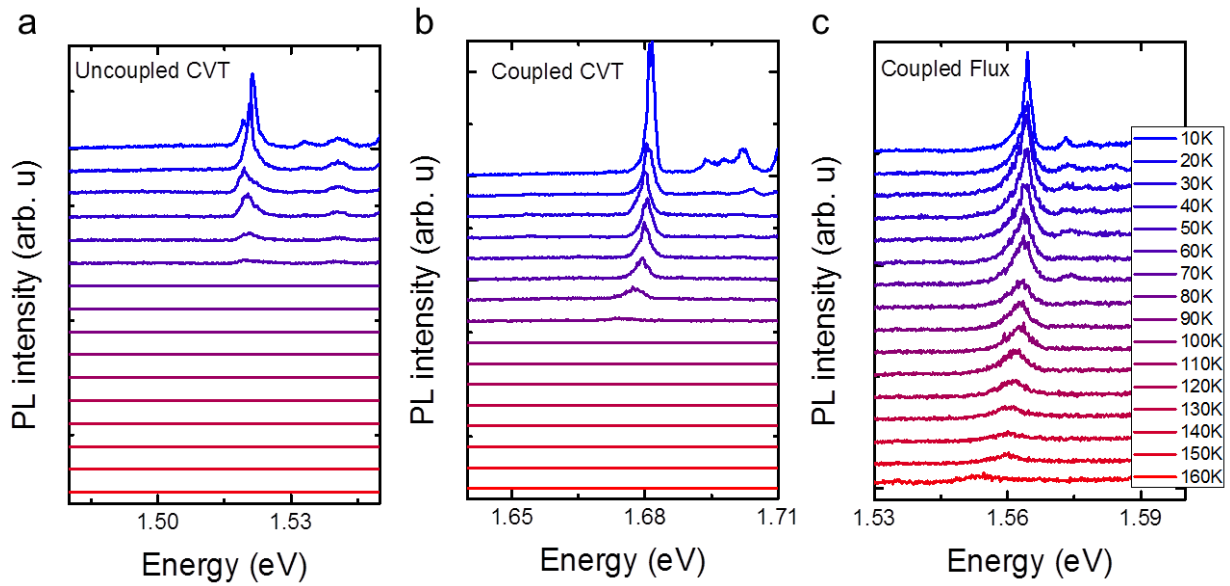 a
b
c
Uncoupled CVT
Coupled CVT
Coupled Flux
PL intensity (arb. u)
PL intensity (arb. u)
PL intensity (arb. u)
10K
20K
30K
40K
50K
60K
70K
80K
90K
100K
110K
120K
130K
140K
150K
160K
1.50
1.53
1.65
1.68
1.71
1.53
1.56
1.59
Energy (eV)
Energy (eV)
Energy (eV)